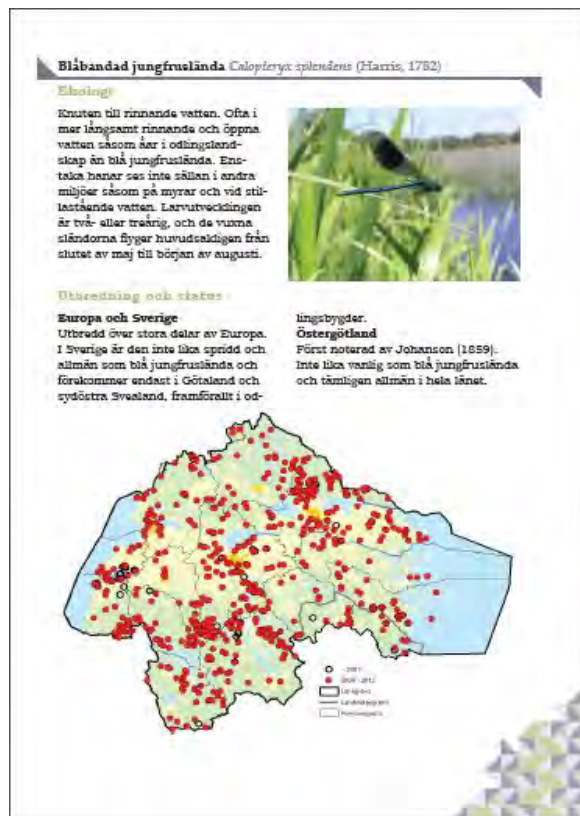 Blåbandad jungfruslända Calopteryx splendens (Harris, 1782)
Ekologi
Knuten till rinnande vatten. Ofta i
mer långsamt rinnande och öppna
vatten såsom åar i odlingsland-
skap än blå jungfruslända. Ens-
taka hanar ses inte sällan i andra
miljöer såsom på myrar och vid stil-
lastående vatten. Larvutvecklingen
är två- eller treårig, och de vuxna
sländorna flyger huvudsakligen från
slutet av maj till början av augusti.
Utbredning och status
Europa och Sverige
Utbredd över stora delar av Europa.
I Sverige är den inte lika spridd och
allmän som blå jungfruslända och
förekommer endast i Götaland och
sydöstra Svealand, framförallt i od-
lingsbygder.
Östergötland
Först noterad av Johanson (1859).
Inte lika vanlig som blå jungfruslända
och tämligen allmän i hela länet.